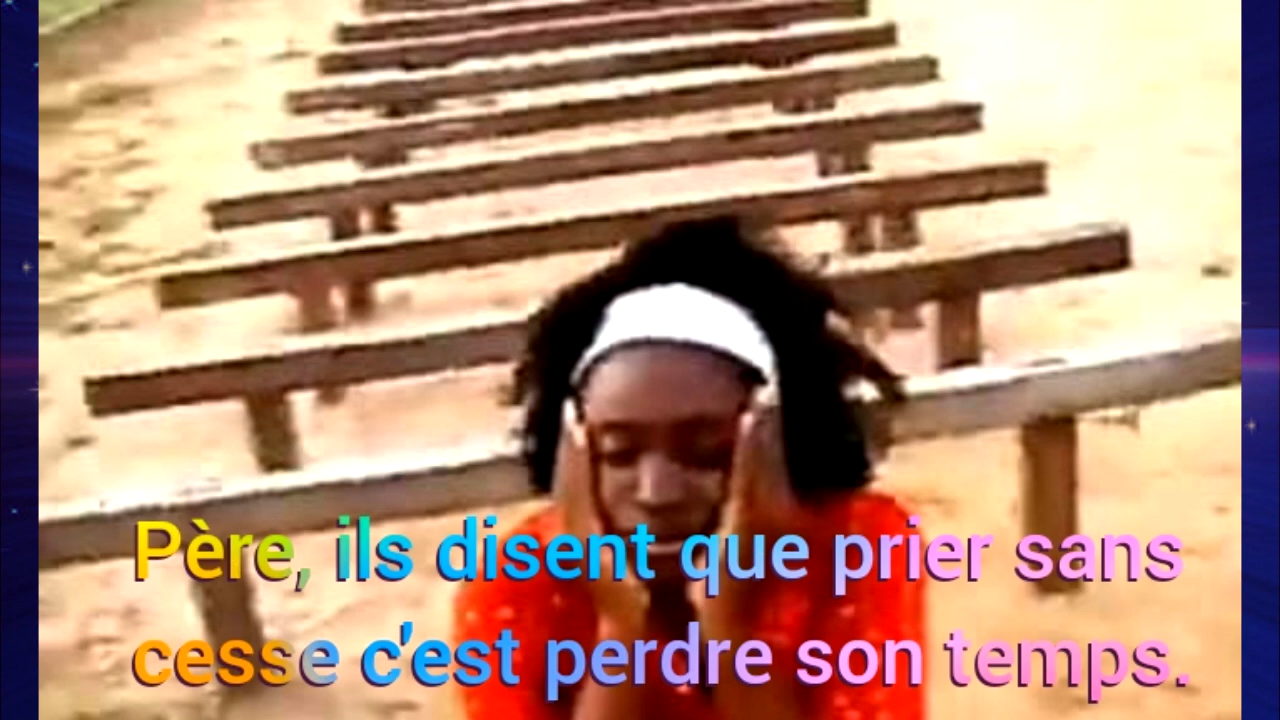 Père, ils disent que prier sans
cesse c'est perdre son temps.